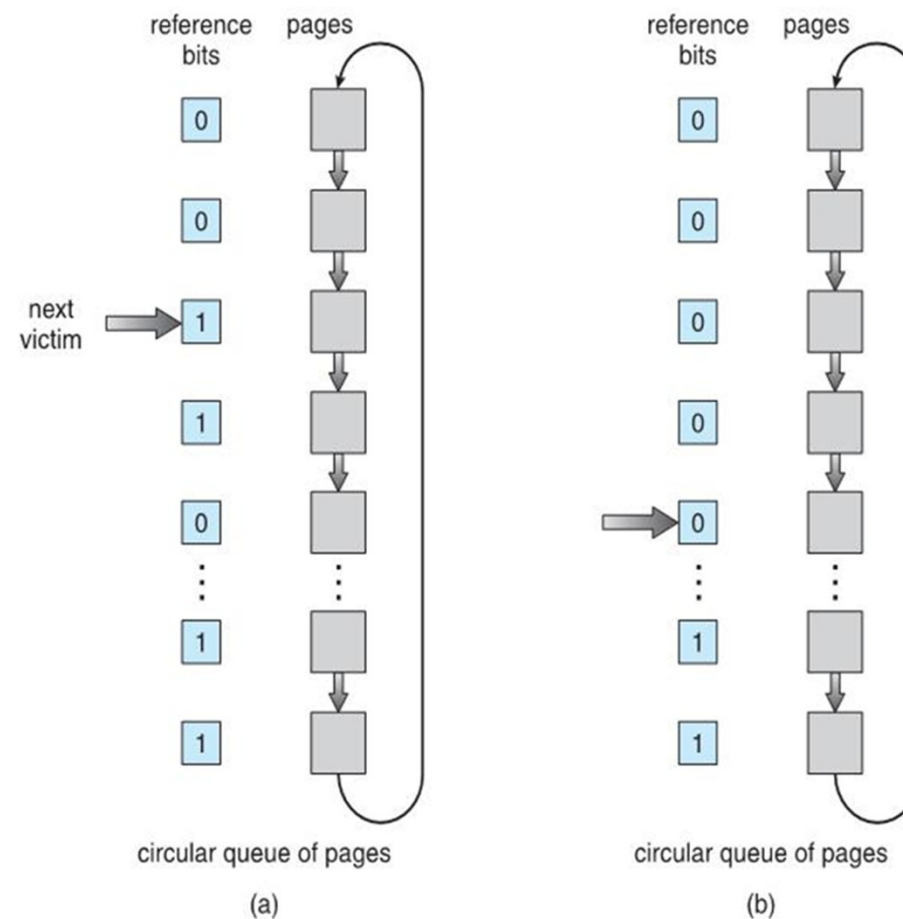 reference bits
pages
0
0
next victim
1
1
0
⋮
1
1
circular queue of pages
(a)
reference bits
pages
0
0
0
0
0
⋮
1
1
circular queue of pages
(b)